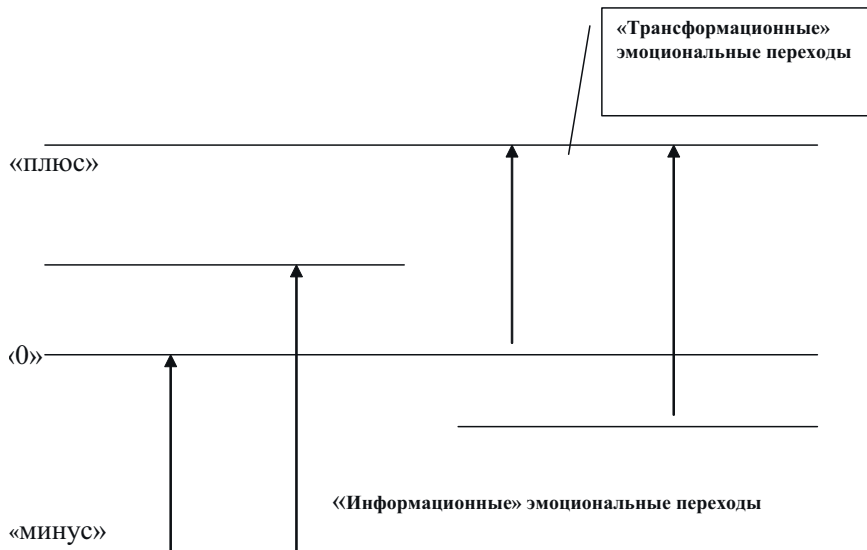 «Трансформационные»
эмоциональные переходы
«плюс»
«0»
«Информационные» эмоциональные переходы
«минус»